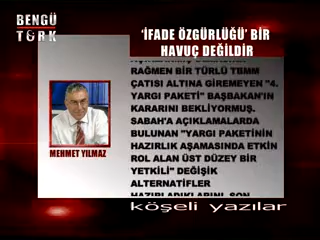 BENGÜ
TÜRK
'İFADE ÖZGÜRLÜĞÜ' BİR
HAVUÇ DEĞİLDİR
RAĞMEN BİR TÜRLÜ TBMM
ÇATISI ALTINA GİREMEYEN "4.
YARGI PAKETİ" BAŞBAKAN'IN
KARARINI BEKLİYORMUŞ.
SABAH'A AÇIKLAMALARDA
BULUNAN "YARGI PAKETİNİN
HAZIRLIK AŞAMASINDA ETKİN
ROL ALAN ÜST DÜZEY BİR
YETKİLİ" DEĞİŞİK
ALTERNATİFLER
HAZIRLADIKLARINI, SON
MEHMET YILMAZ
köşeli yazılar